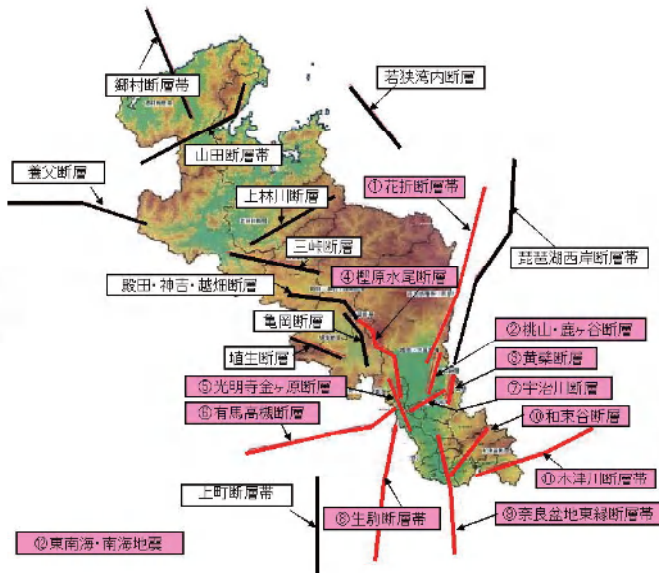 郷村断層帯
若狭湾内断層
山田断層帯
養父断層
①花折断層帯
上林川断層
三峠断層
琵琶湖西岸断層帯
④樫原水尾断層
殿田・神吉・越畑断層
亀岡断層
②桃山・鹿ヶ谷断層
埴生断層
③黄檗断層
⑤光明寺金ヶ原断層
⑦宇治川断層
⑥有馬高槻断層
⑩和束谷断層
⑪木津川断層帯
上町断層帯
⑧生駒断層帯
⑨奈良盆地東縁断層帯
⑫東南海・南海地震